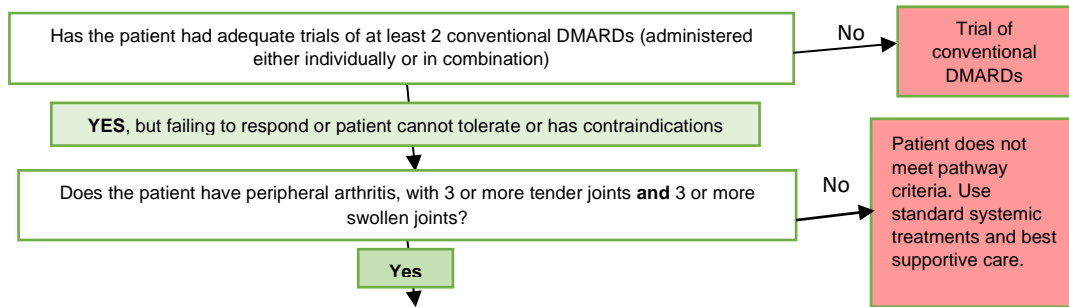 Has the patient had adequate trials of at least 2 conventional DMARDs (administered
either individually or in combination)
No
Trial of
conventional
DMARDs
YES, but failing to respond or patient cannot tolerate or has contraindications
Does the patient have peripheral arthritis, with 3 or more tender joints and 3 or more
swollen joints?
No
Patient does not
meet pathway
criteria. Use
standard systemic
treatments and best
supportive care.
Yes